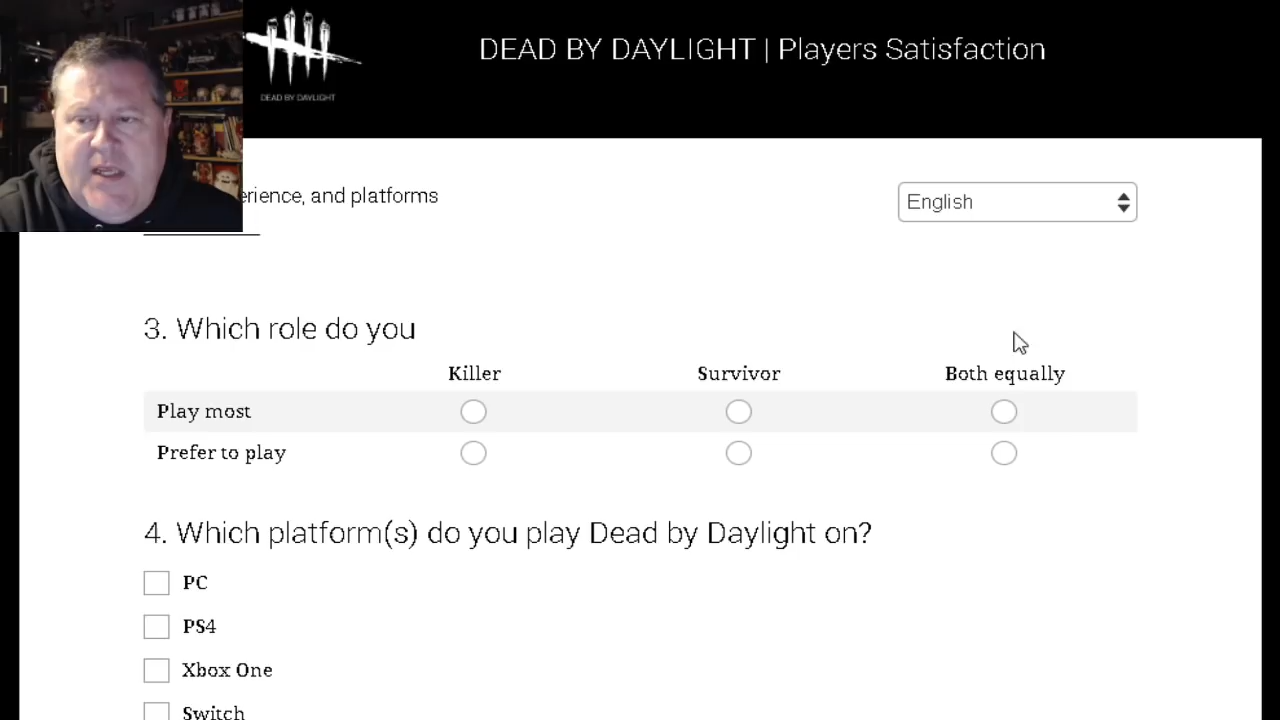 DEAD BY DAYLIGHT | Players Satisfaction
DEAD BY DAYLIGHT
erience, and platforms
English
3. Which role do you
Killer Survivor Both equally
Play most
Prefer to play
4. Which platform(s) do you play Dead by Daylight on?
PC
PS4
Xbox One
Switch